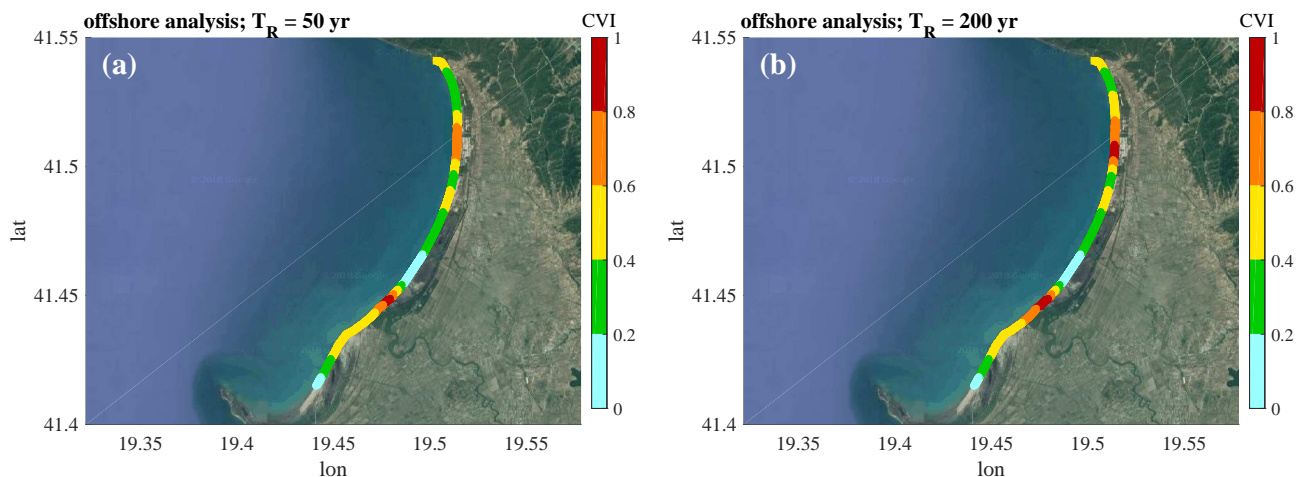 offshore analysis; T_R = 50 yr
CVI
(a)
41.55
41.5
41.45
41.4
lat
19.35 19.4 19.45 19.5 19.55
lon
1
0.8
0.6
0.4
0.2
0
offshore analysis; T_R = 200 yr
CVI
(b)
41.55
41.5
41.45
41.4
lat
19.35 19.4 19.45 19.5 19.55
lon
1
0.8
0.6
0.4
0.2
0